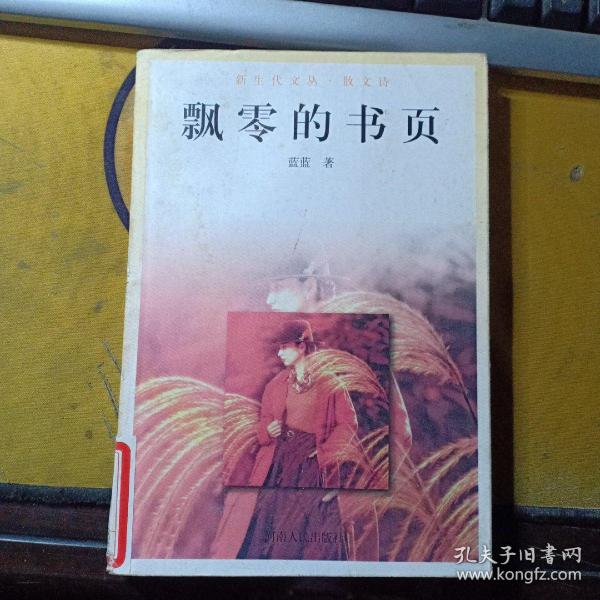 新生代文丛·散文诗
飘零的书页
蓝蓝 著
河南人民出版社
孔夫子旧书网
www.kongfz.com